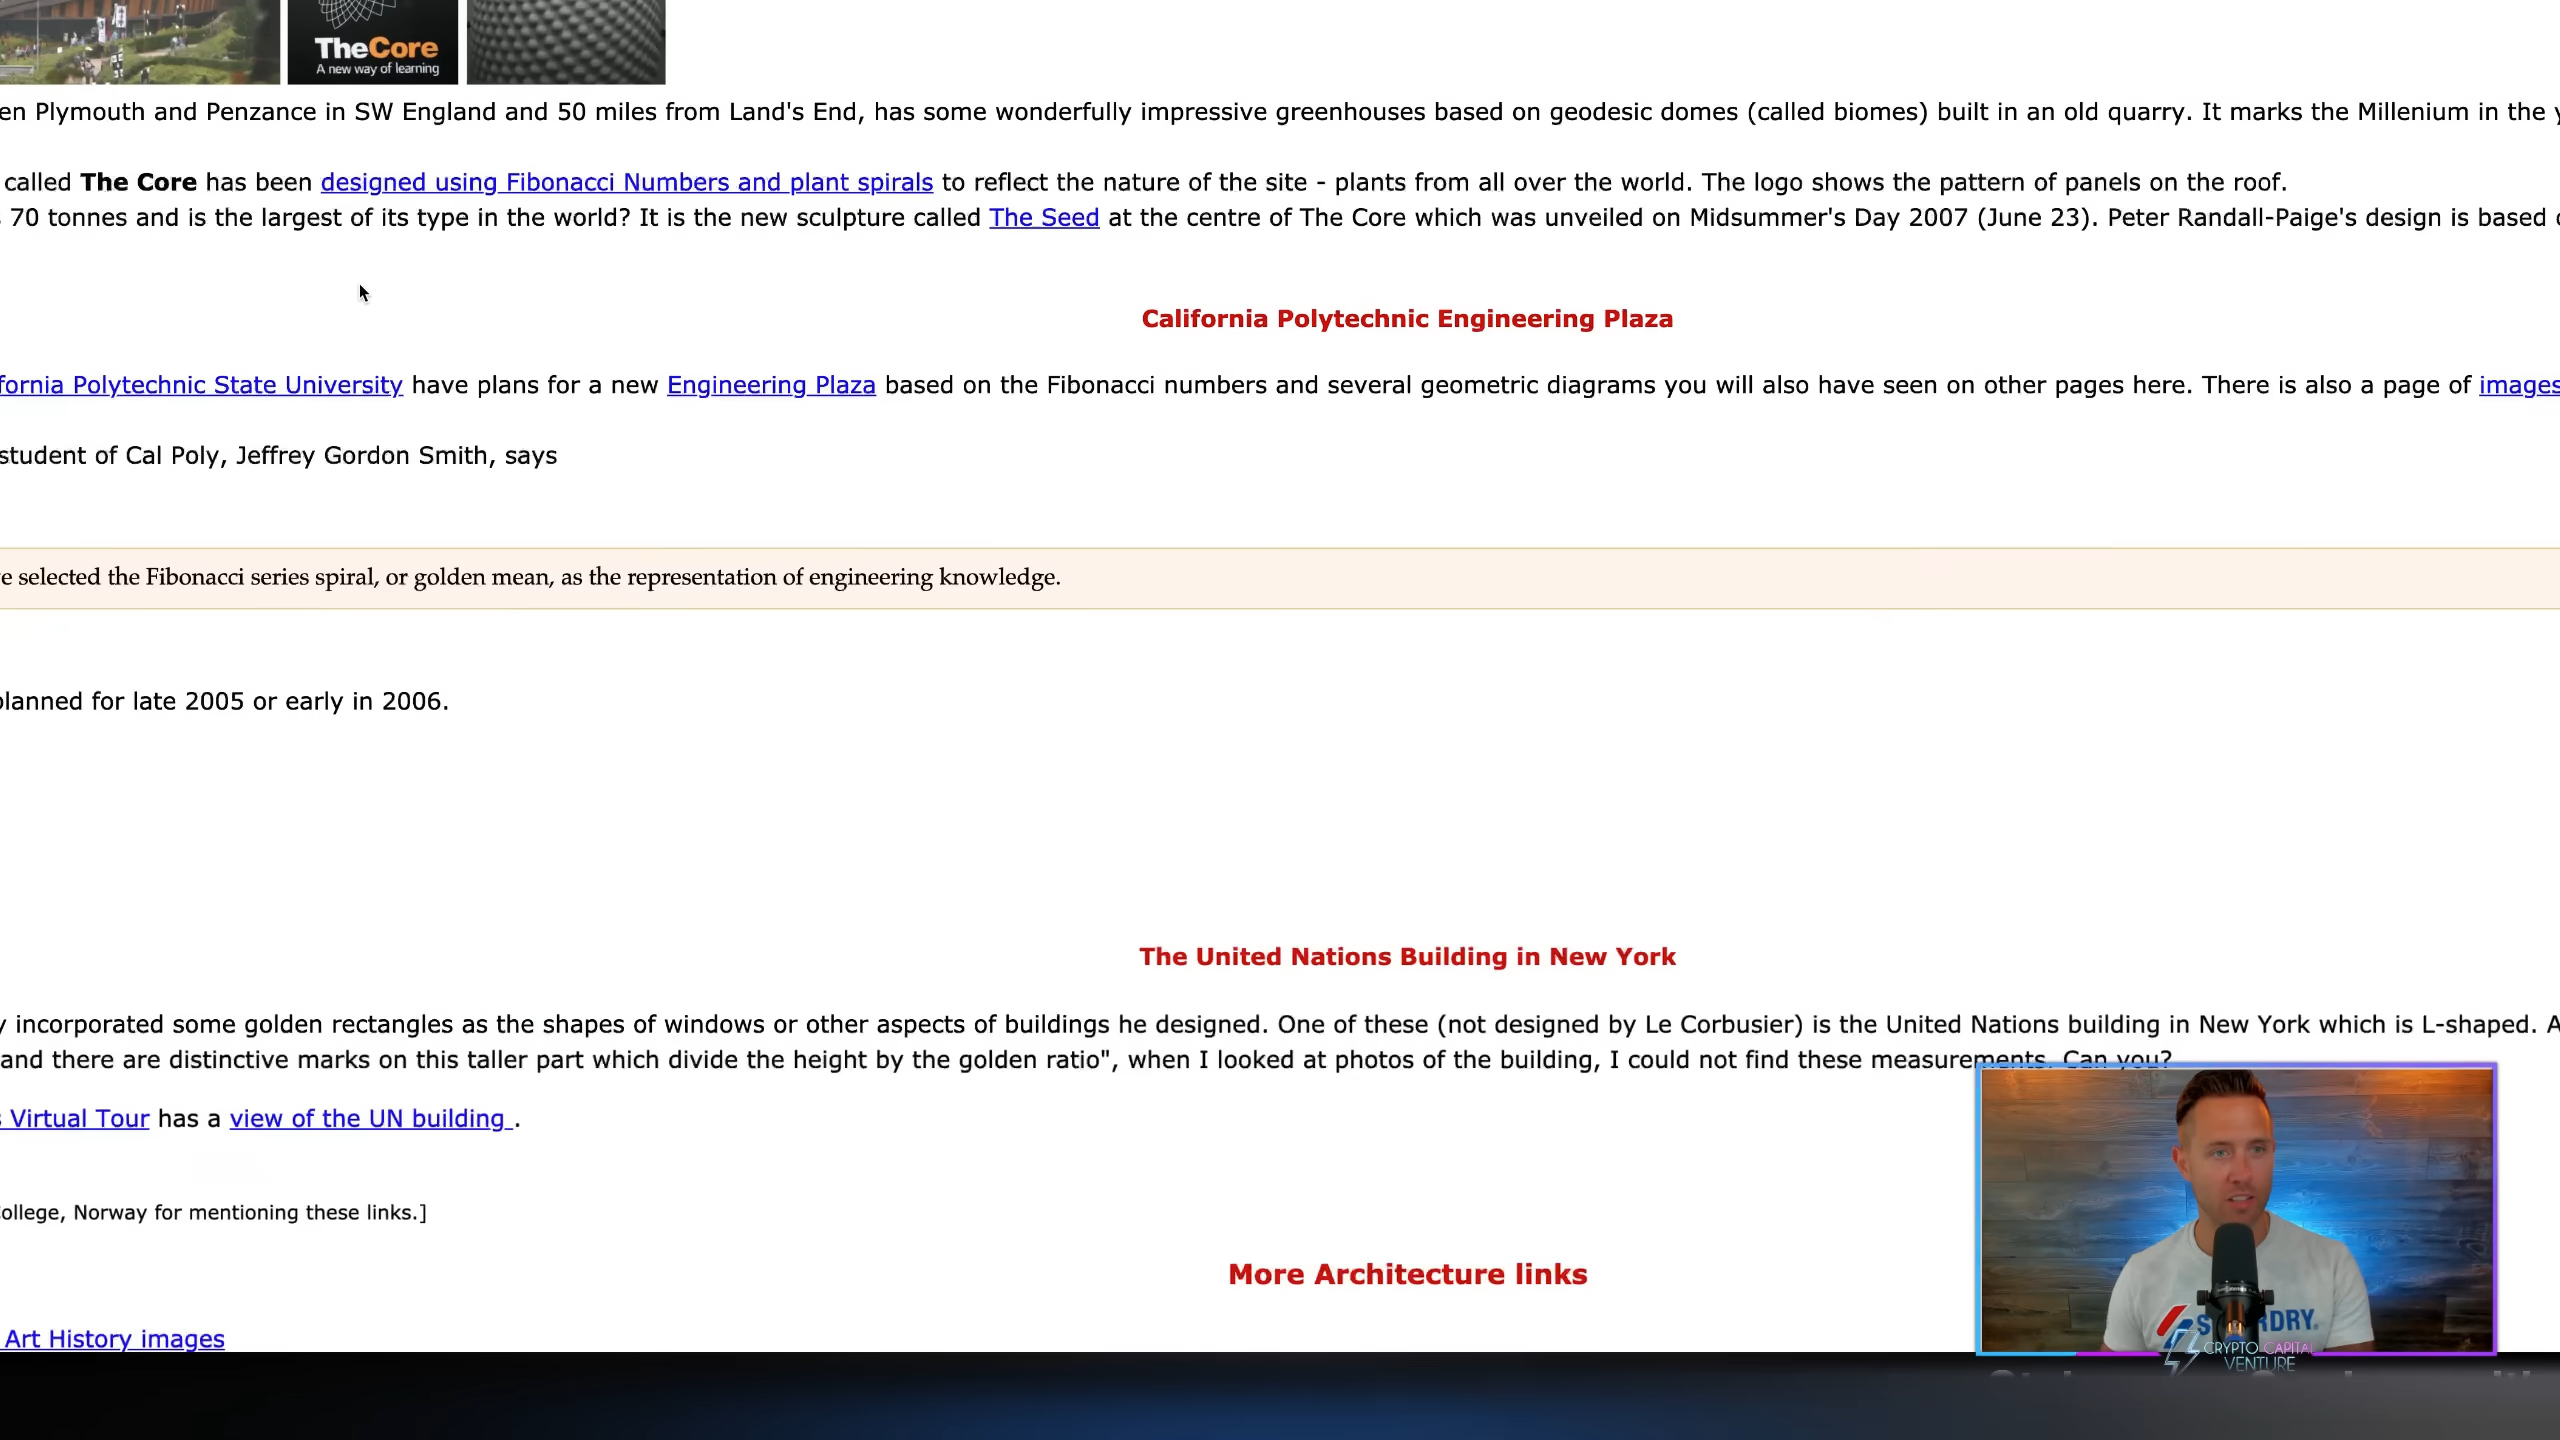 TheCore
A new way of learning
en Plymouth and Penzance in SW England and 50 miles from Land's End, has some wonderfully impressive greenhouses based on geodesic domes (called biomes) built in an old quarry. It marks the Millenium in the y
called The Core has been designed using Fibonacci Numbers and plant spirals to reflect the nature of the site - plants from all over the world. The logo shows the pattern of panels on the roof.
70 tonnes and is the largest of its type in the world? It is the new sculpture called The Seed at the centre of The Core which was unveiled on Midsummer's Day 2007 (June 23). Peter Randall-Paige's design is based
California Polytechnic Engineering Plaza
fornia Polytechnic State University have plans for a new Engineering Plaza based on the Fibonacci numbers and several geometric diagrams you will also have seen on other pages here. There is also a page of images
student of Cal Poly, Jeffrey Gordon Smith, says
e selected the Fibonacci series spiral, or golden mean, as the representation of engineering knowledge.
planned for late 2005 or early in 2006.
The United Nations Building in New York
y incorporated some golden rectangles as the shapes of windows or other aspects of buildings he designed. One of these (not designed by Le Corbusier) is the United Nations building in New York which is L-shaped. A
and there are distinctive marks on this taller part which divide the height by the golden ratio", when I looked at photos of the building, I could not find these measurements. Can you?
s Virtual Tour has a view of the UN building .
ollege, Norway for mentioning these links.]
More Architecture links
Art History images
CRYPTO CAPITAL
VENTURE